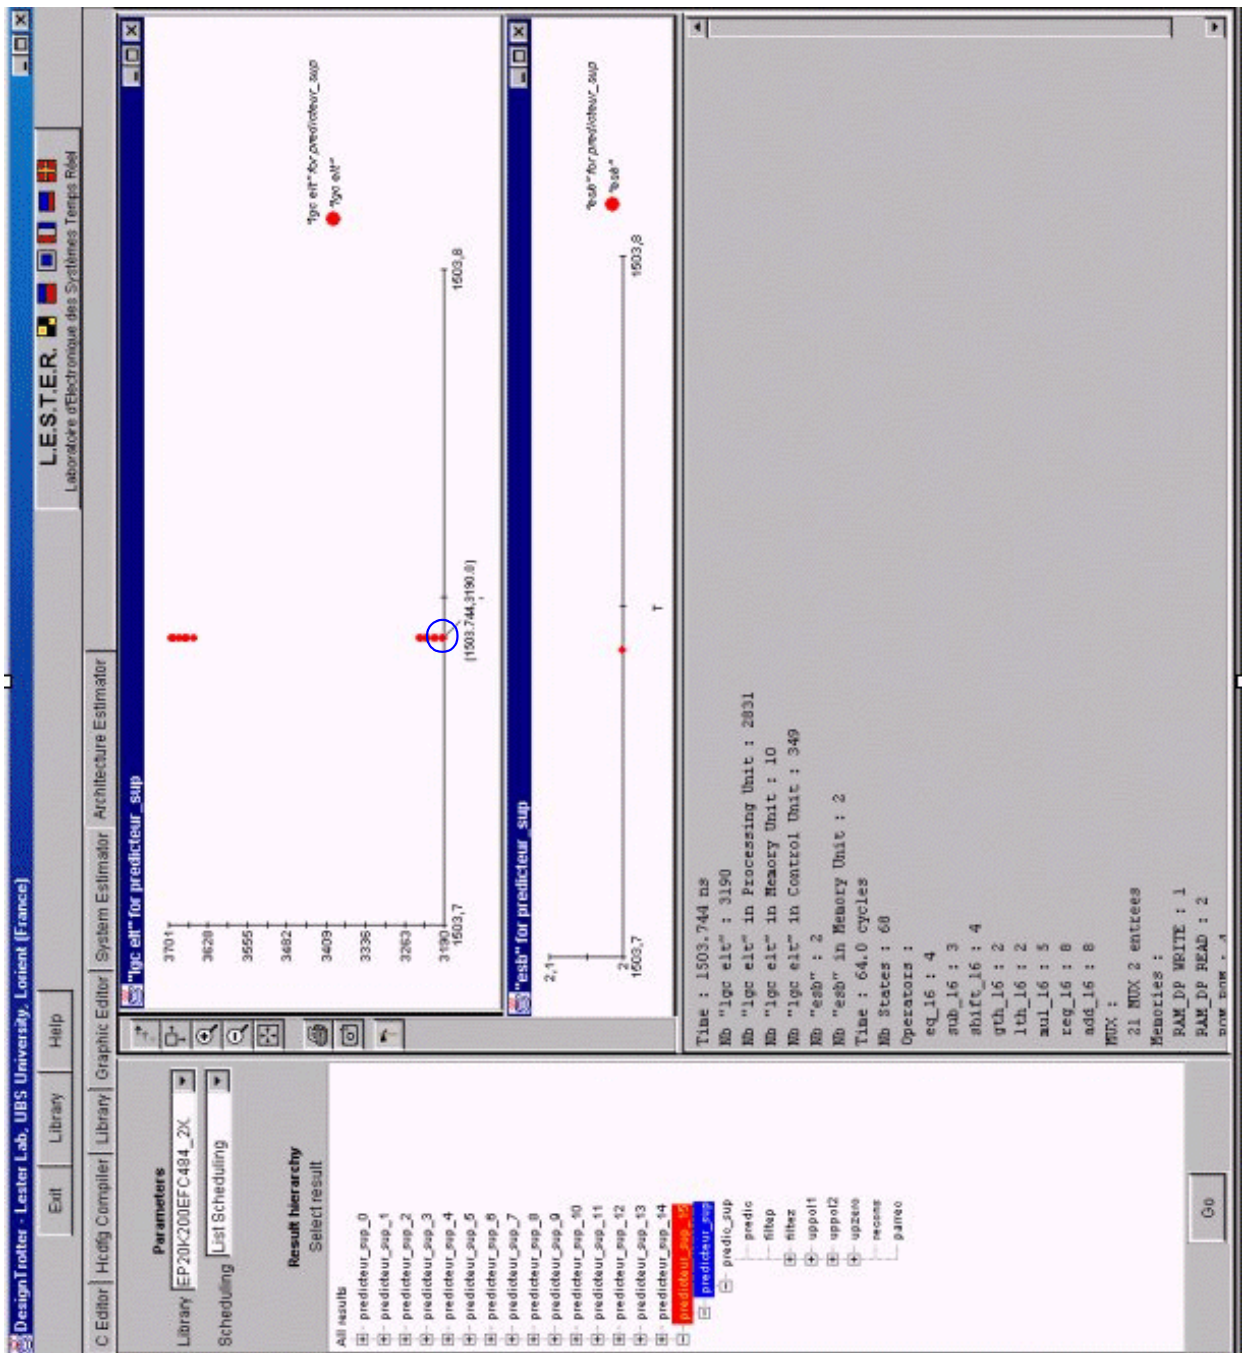 DesignTrotter - Lester Lab, UBS University, Lorient (France)
Exit
Library
Help
L.E.S.T.E.R.
Laboratoire d'Electronique des Systèmes Temps Réel
C Editor
Hcdfg Compiler
Library
Graphic Editor
System Estimator
Architecture Estimator
Parameters
Library EP20K200EFC484_2X
Scheduling List Scheduling
Result hierarchy
Select result
All results
predicteur_sup_0
predicteur_sup_1
predicteur_sup_2
predicteur_sup_3
predicteur_sup_4
predicteur_sup_5
predicteur_sup_6
predicteur_sup_7
predicteur_sup_8
predicteur_sup_9
predicteur_sup_10
predicteur_sup_11
predicteur_sup_12
predicteur_sup_13
predicteur_sup_14
predicteur_sup_15
predicteur_sup
predic_sup
predic
filtep
filtez
uppol1
uppol2
upzero
recons
parrec
Go
"lgc elt" for predicteur_sup
3701
3628
3555
3482
3409
3336
3263
3190
1503,7
(1503.744,3190.0)
1503,8
"lgc elt" for predicteur_sup
"lgc elt"
"esb" for predicteur_sup
2,1
2
1503,7
T
1503,8
"esb" for predicteur_sup
"esb"
Time : 1503.744 ns
Nb "lgc elt" : 3190
Nb "lgc elt" in Processing Unit : 2831
Nb "lgc elt" in Memory Unit : 10
Nb "lgc elt" in Control Unit : 349
Nb "esb" : 2
Nb "esb" in Memory Unit : 2
Time : 64.0 cycles
Nb States : 68
Operators :
eq_16 : 4
sub_16 : 3
shift_16 : 4
gth_16 : 2
lth_16 : 2
mul_16 : 5
reg_16 : 8
add_16 : 8
MUX :
21 MUX 2 entrees
Memories :
RAM_DP WRITE : 1
RAM_DP READ : 2